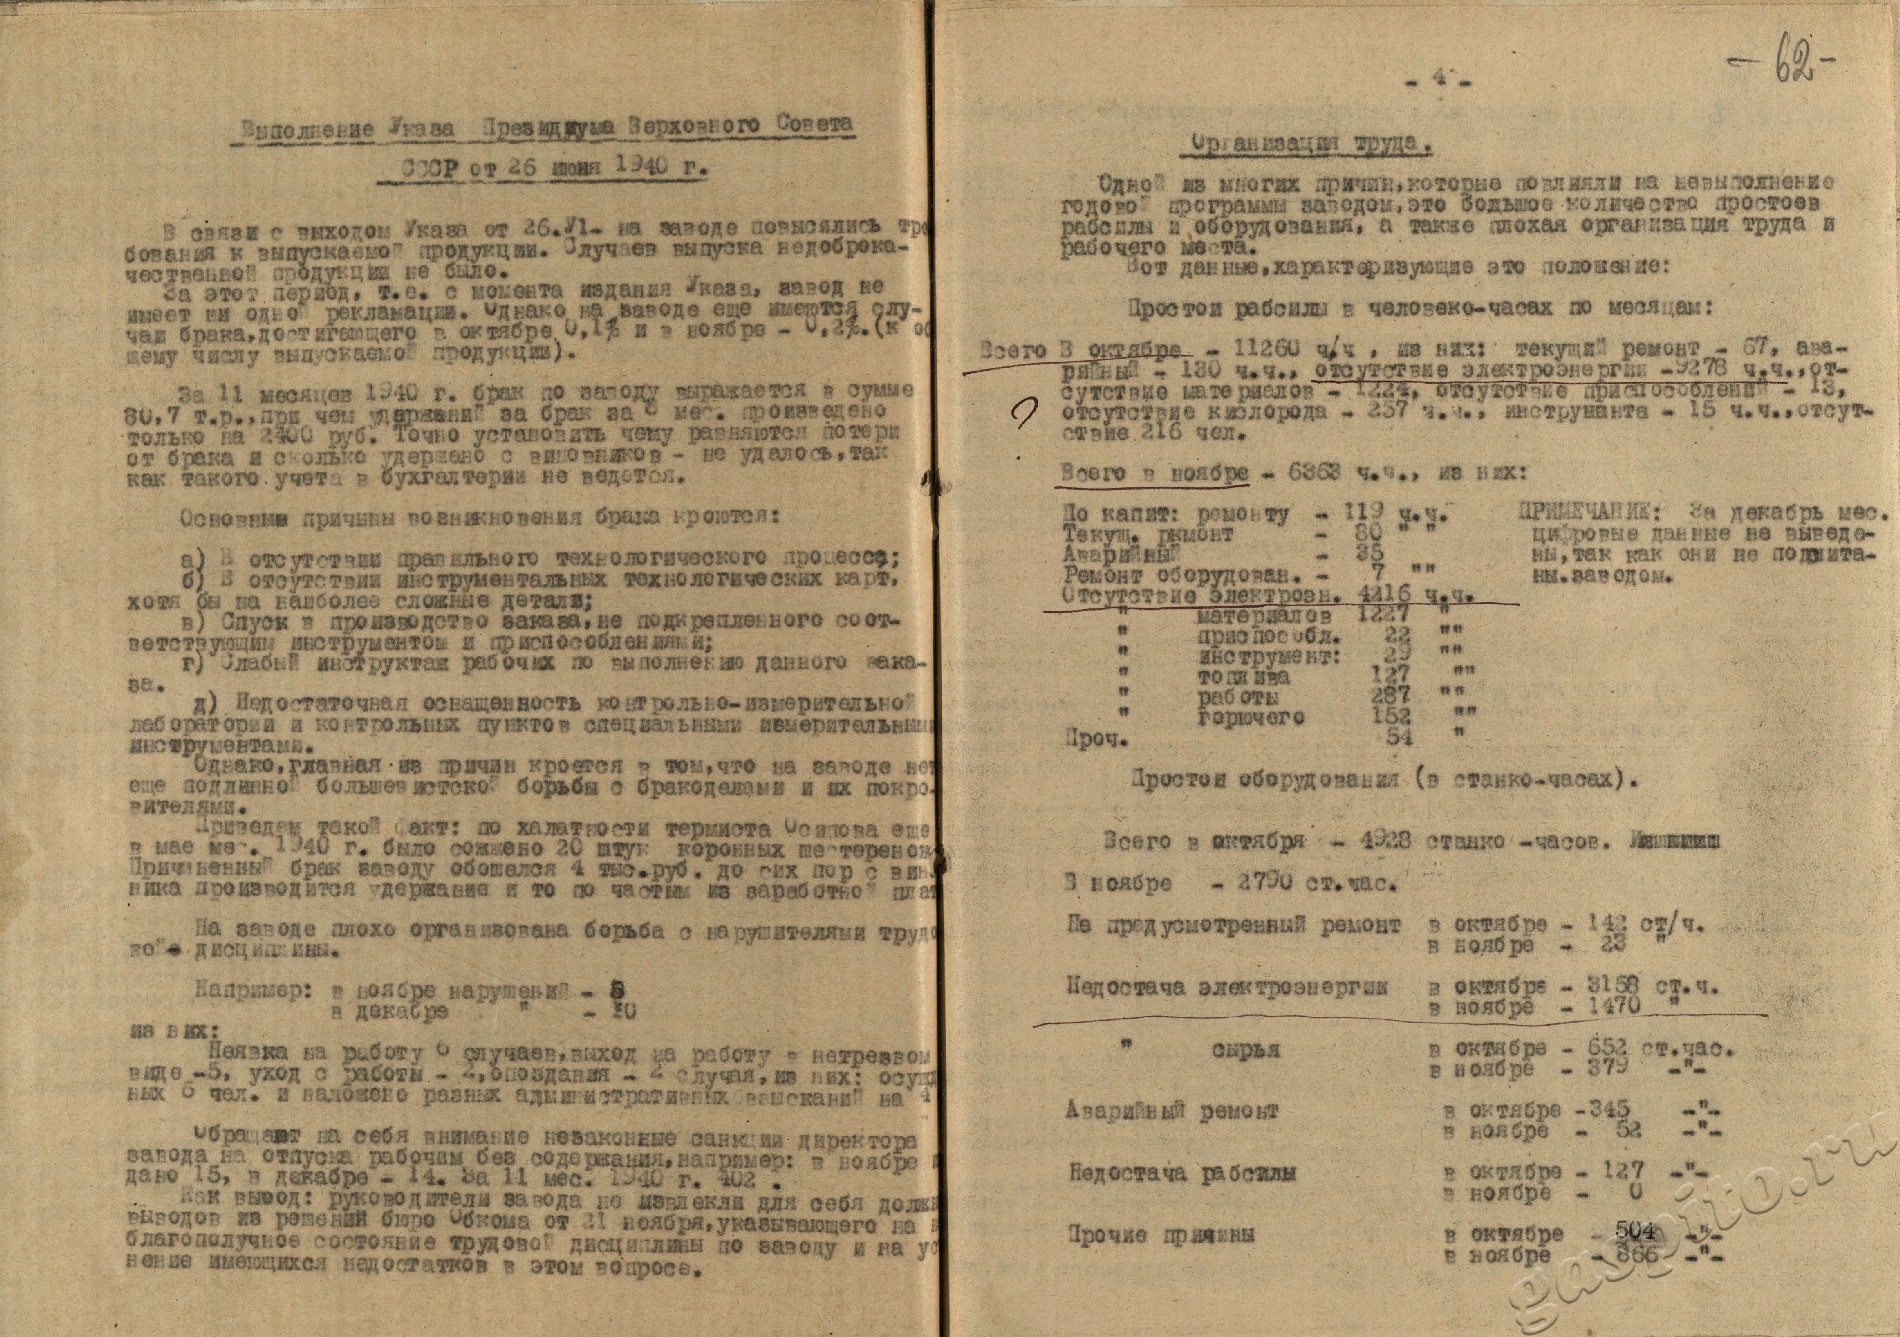 Выполнение Указа Президиума Верховного Совета
СССР от 26 июня 1940 г.
В связи с выходом Указа от 26.У1- на заводе повысились тре
бования к выпускаемой продукции. Случаев выпуска недоброка-
чественной продукции не было.
За этот период, т.е. с момента издания Указа, завод не
имеет ни одной рекламации. Однако на заводе еще имеются слу-
чаи брака,достигающего в октябре 0,1% и в ноябре - 0,2%.(к об
щему числу выпускаемой продукции).
За 11 месяцев 1940 г. брак по заводу выражается в сумме
80,7 т.р.,при чем удержаний за брак за 6 мес. произведено
только на 2400 руб. Точно установить чему равняются потери
от брака и сколько удержано с виновников - не удалось,так
как такого учета в бухгалтерии не ведется.
Основные причины возникновения брака кроются:
а) В отсутствии правильного технологического процесса;
б) В отсутствии инструментальных технологических карт,
хотя бы на наиболее сложные детали;
в) Спуск в производство заказа,не подкрепленного соот-
ветствующим инструментом и приспособлениями;
г) Слабый инструктаж рабочих по выполнению данного зака-
за.
д) Недостаточная оснащенность контрольно-измерительной
лаборатории и контрольных пунктов специальными измерительными
инструментами.
Однако,главная из причин кроется в том,что на заводе нет
еще подлинной большевистской борьбы с бракоделами и их покро-
вителями.
Приведем такой факт: по халатности термиста Осипова еще
в мае мес. 1940 г. было сожжено 20 штук коронных шестеренок
Причиненный брак заводу обошелся 4 тыс.руб. до сих пор с вин
ника производится удержание и то по частям из заработной плат
На заводе плохо организована борьба с нарушителями трудо
вой дисциплины.
Например: в ноябре нарушений - 5
в декабре " - 10
из них:
Неявка на работу 6 случаев,выход на работу в нетрезвом
виде -5, уход с работы - 2,опоздания - 2 случая,из них: осужд
ных 6 чел. и наложено разных административных взысканий на 4
Обращают на себя внимание незаконные санкции директора
завода на отпуска рабочим без содержания,например: в ноябре
дано 15, в декабре - 14. За 11 мес. 1940 г. 402 .
Как вывод: руководители завода не извлекли для себя должн
выводов из решений бюро Обкома от 21 ноября,указывающего на н
благополучное состояние трудовой дисциплины по заводу и на ус
нение имеющихся недостатков в этом вопросе.
- 62 -
- 4 -
Организация труда.
Одной из многих причин,которые повлияли на невыполнение
годовой программы заводом,это большое количество простоев
рабсилы и оборудования, а также плохая организация труда и
рабочего места.
Вот данные,характеризующие это положение:
Простои рабсилы в человеко-часах по месяцам:
Всего В октябре - 11260 ч/ч , из них: текущий ремонт - 67, ава-
рийный - 130 ч.ч., отсутствие электроэнергии -9278 ч.ч.,от-
сутствие материалов - 1224, отсутствие приспособлений - 13,
? отсутствие кислорода - 257 ч.ч., инструманта - 15 ч.ч.,отсут-
ствие 216 чел.
Всего в ноябре - 6363 ч.ч., из них:
По капит: ремонту - 119 ч.ч. ПРИМЕЧАНИЕ: За декабрь мес.
Текущ. ремонт - 80 " " цифровые данные не выведе-
Аварийный - 35 ны,так как они не подсчита-
Ремонт оборудован. - 7 "" ны.заводом.
Отсутствие электроэн. 4216 ч.ч.
" материалов 1227 "
" приспособл. 22 ""
" инструмент: 29 ""
" топлива 127 ""
" работы 287 ""
" горючего 152 ""
Проч. 54 "
Простои оборудования (в станко-часах).
Всего в октября - 4928 станко -часов.
В ноябре - 2790 ст.час.
Не предусмотренный ремонт в октябре - 142 ст/ч.
в ноябре - 23 "
Недостача электроэнергии в октябре - 3158 ст.ч.
в ноябре - 1470 "
" сырья в октябре - 652 ст.час.
в ноябре - 379 -"-
Аварийный ремонт в октябре -345 -"-
в ноябре - 52 -"-
Недостача рабсилы в октябре - 127 -"-
в ноябре - 0
Прочие причины в октябре - 504 -"-
в ноябре - 866 -"-
gaspito.ru